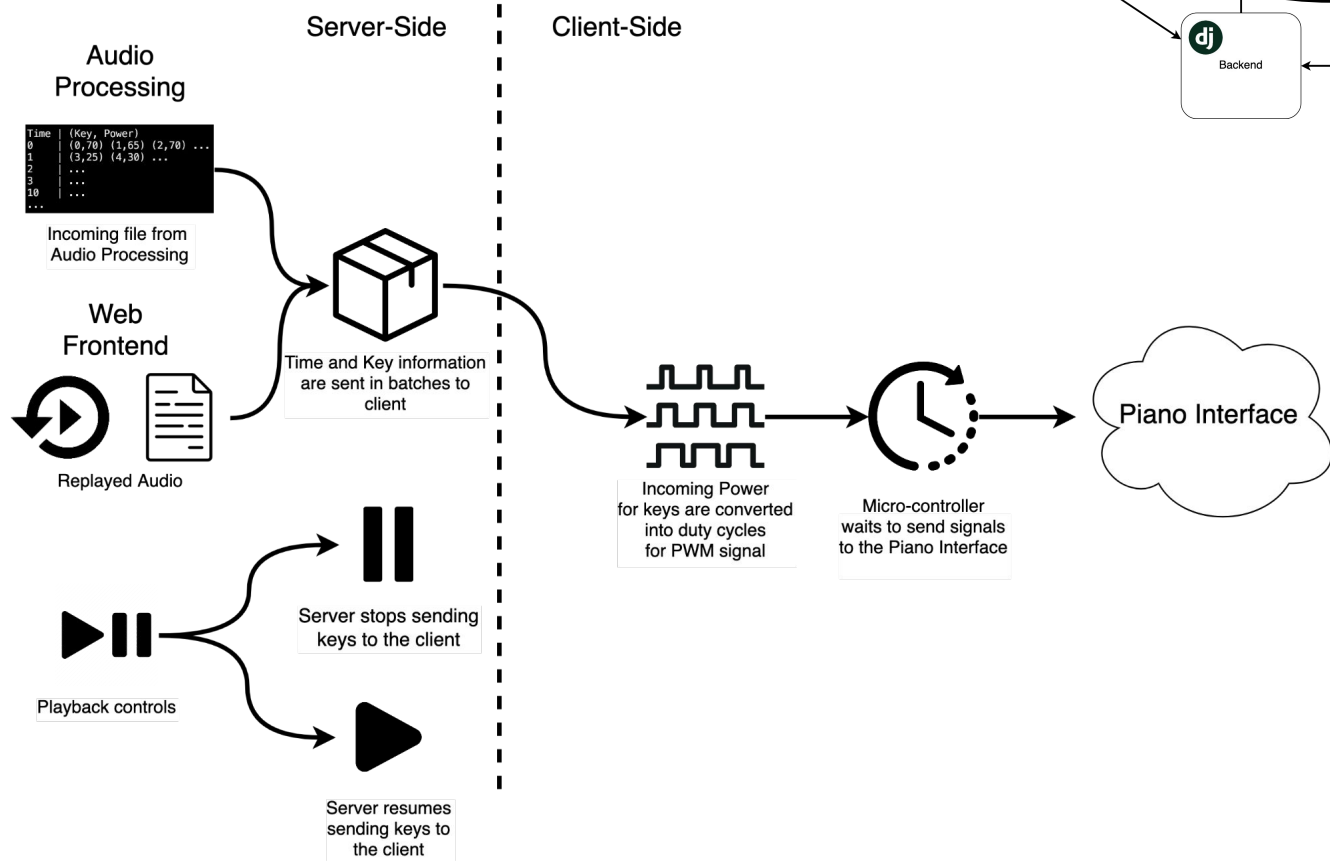 Server-Side
Client-Side
dj
Backend
Audio
Processing
Time | (Key, Power)
0 | (0,70) (1,65) (2,70) ...
1 | (3,25) (4,30) ...
2 | ...
3 | ...
10 | ...
...
Incoming file from
Audio Processing
Web
Frontend
Replayed Audio
Time and Key information
are sent in batches to
client
Incoming Power
for keys are converted
into duty cycles
for PWM signal
Micro-controller
waits to send signals
to the Piano Interface
Piano Interface
Playback controls
Server stops sending
keys to the client
Server resumes
sending keys to
the client